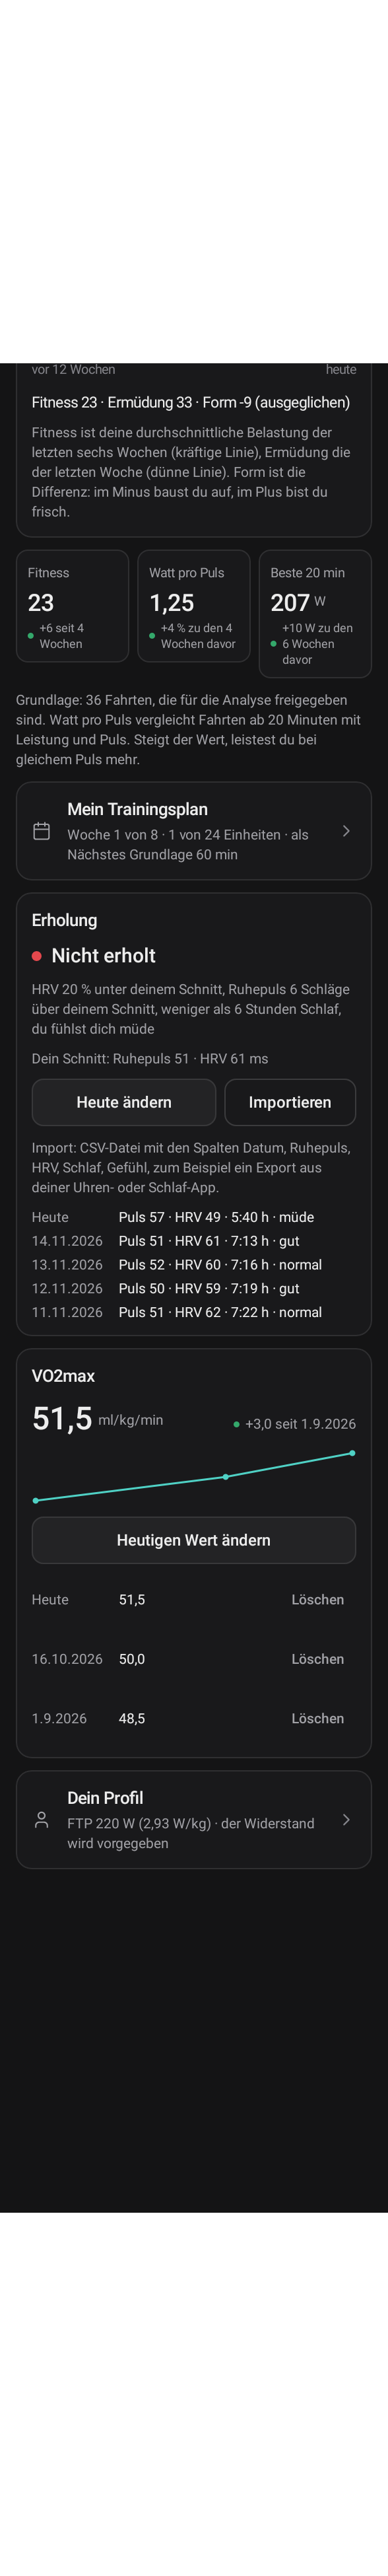 vor 12 Wochen heute
Fitness 23 · Ermüdung 33 · Form -9 (ausgeglichen)
Fitness ist deine durchschnittliche Belastung der
letzten sechs Wochen (kräftige Linie), Ermüdung die
der letzten Woche (dünne Linie). Form ist die
Differenz: im Minus baust du auf, im Plus bist du
frisch.
Fitness
23
+6 seit 4
Wochen
Watt pro Puls
1,25
+4 % zu den 4
Wochen davor
Beste 20 min
207 W
+10 W zu den
6 Wochen
davor
Grundlage: 36 Fahrten, die für die Analyse freigegeben
sind. Watt pro Puls vergleicht Fahrten ab 20 Minuten mit
Leistung und Puls. Steigt der Wert, leistest du bei
gleichem Puls mehr.
Mein Trainingsplan
Woche 1 von 8 · 1 von 24 Einheiten · als
Nächstes Grundlage 60 min
Erholung
Nicht erholt
HRV 20 % unter deinem Schnitt, Ruhepuls 6 Schläge
über deinem Schnitt, weniger als 6 Stunden Schlaf,
du fühlst dich müde
Dein Schnitt: Ruhepuls 51 · HRV 61 ms
Heute ändern Importieren
Import: CSV-Datei mit den Spalten Datum, Ruhepuls,
HRV, Schlaf, Gefühl, zum Beispiel ein Export aus
deiner Uhren- oder Schlaf-App.
Heute Puls 57 · HRV 49 · 5:40 h · müde
14.11.2026 Puls 51 · HRV 61 · 7:13 h · gut
13.11.2026 Puls 52 · HRV 60 · 7:16 h · normal
12.11.2026 Puls 50 · HRV 59 · 7:19 h · gut
11.11.2026 Puls 51 · HRV 62 · 7:22 h · normal
VO2max
51,5 ml/kg/min +3,0 seit 1.9.2026
Heutigen Wert ändern
Heute 51,5 Löschen
16.10.2026 50,0 Löschen
1.9.2026 48,5 Löschen
Dein Profil
FTP 220 W (2,93 W/kg) · der Widerstand
wird vorgegeben